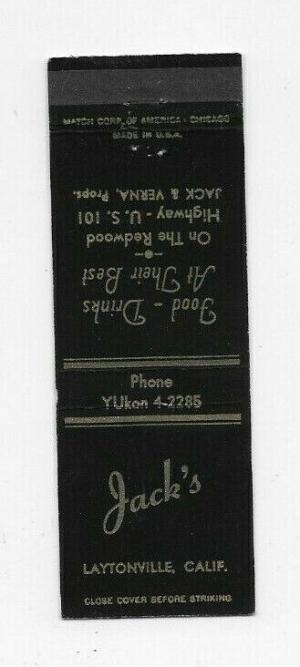 MATCH CORP. OF AMERICA - CHICAGO
MADE IN U.S.A.
Food - Drinks
At Their Best
On The Redwood
Highway - U.S. 101
JACK & VERNA, Props.
Phone
YUkon 4-2285
Jack's
LAYTONVILLE, CALIF.
CLOSE COVER BEFORE STRIKING